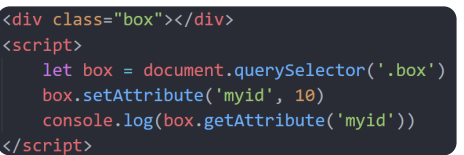 <div class="box"></div>
<script>
let box = document.querySelector('.box')
box.setAttribute('myid', 10)
console.log(box.getAttribute('myid'))
</script>